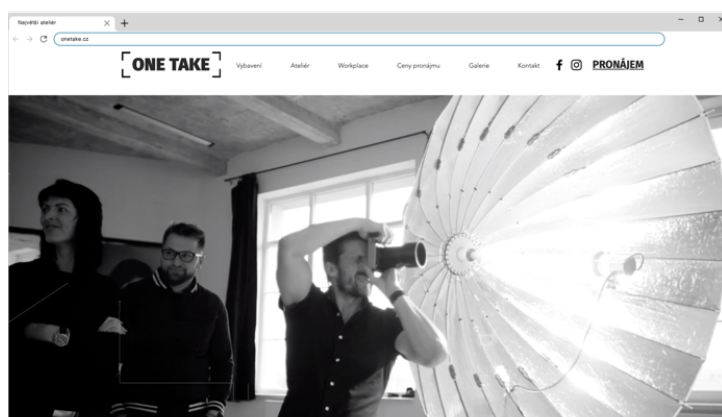 Největší ateliér
onetake.cz
ONE TAKE Vybavení Ateliér Workplace Ceny pronájmu Galerie Kontakt PRONÁJEM